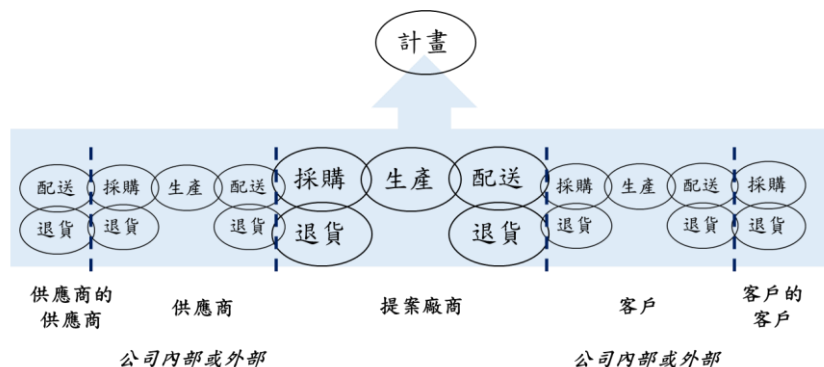 計畫
配送 採購 生產 配送 採購 生產 配送 採購 生產 配送 採購
退貨 退貨 退貨 退貨 退貨 退貨 退貨 退貨
供應商的
供應商
供應商
提案廠商
客戶
客戶的
客戶
公司內部或外部
公司內部或外部